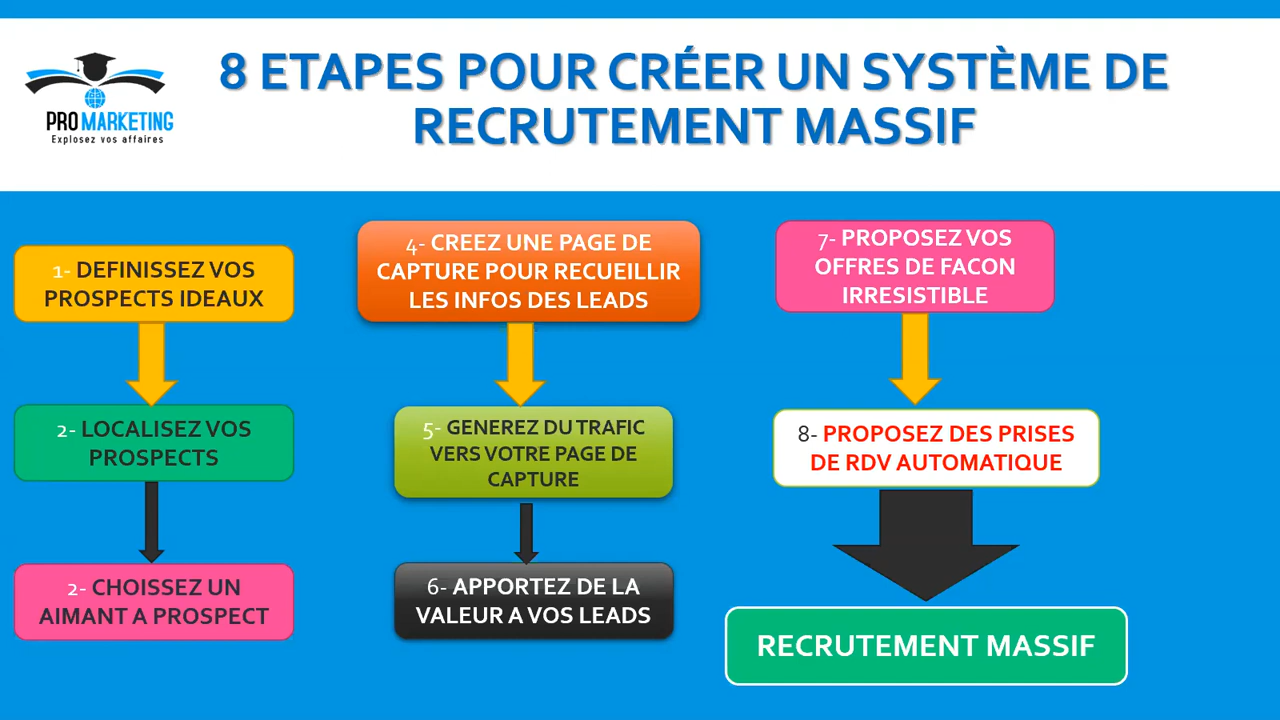 8 ETAPES POUR CRÉER UN SYSTÈME DE
RECRUTEMENT MASSIF
PRO MARKETING
Explosez vos affaires
1- DEFINISSEZ VOS
PROSPECTS IDEAUX
2- LOCALISEZ VOS
PROSPECTS
2- CHOISSEZ UN
AIMANT A PROSPECT
4- CREEZ UNE PAGE DE
CAPTURE POUR RECUEILLIR
LES INFOS DES LEADS
5- GENEREZ DU TRAFIC
VERS VOTRE PAGE DE
CAPTURE
6- APPORTEZ DE LA
VALEUR A VOS LEADS
7- PROPOSEZ VOS
OFFRES DE FACON
IRRESISTIBLE
8- PROPOSEZ DES PRISES
DE RDV AUTOMATIQUE
RECRUTEMENT MASSIF